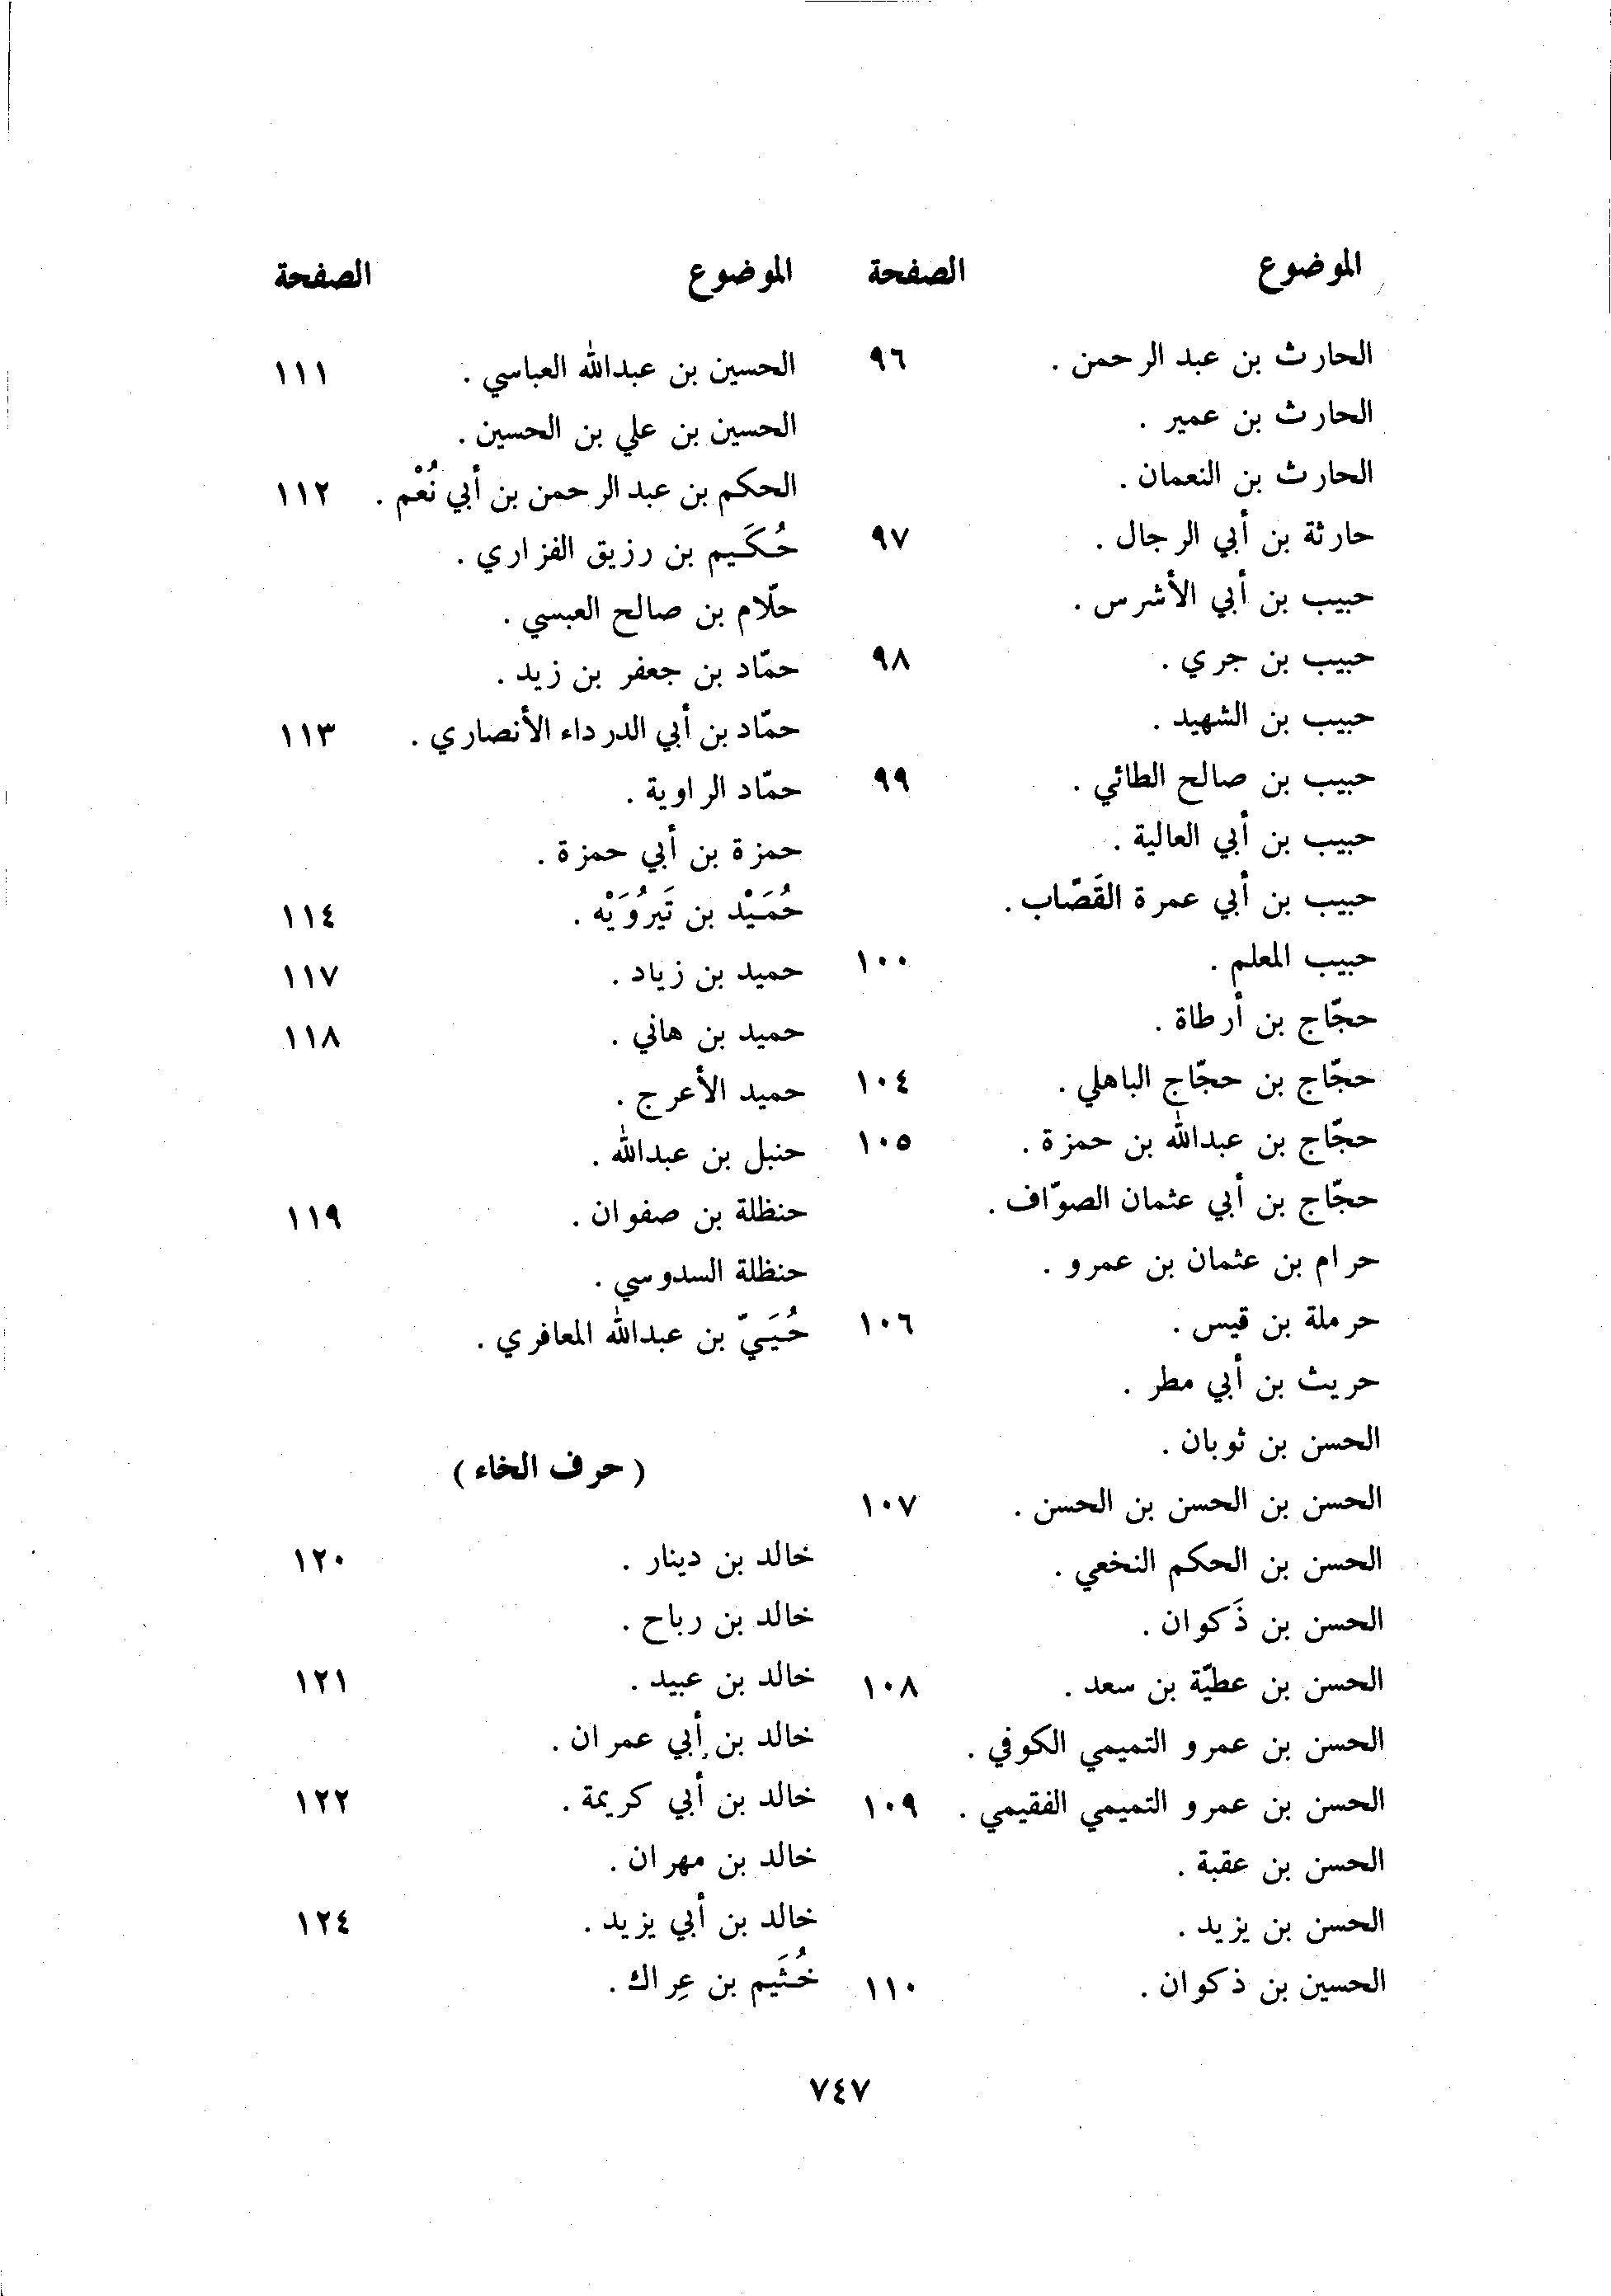 الموضوع الصفحة
الحارث بن عبد الرحمن . ٩٦
الحارث بن عمير .
الحارث بن النعمان .
حارثة بن أبي الرجال . ٩٧
حبيب بن أبي الأشرس .
حبيب بن جري . ٩٨
حبيب بن الشهيد .
حبيب بن صالح الطائي . ٩٩
حبيب بن أبي العالية .
حبيب بن أبي عمرة القَصّاب .
حبيب المعلم . ١٠٠
حجّاج بن أرطاة .
حجّاج بن حجّاج الباهلي . ١٠٤
حجّاج بن عبدالله بن حمزة . ١٠٥
حجّاج بن أبي عثمان الصوّاف .
حرام بن عثمان بن عمرو .
حرملة بن قيس . ١٠٦
حريث بن أبي مطر .
الحسن بن ثوبان .
الحسن بن الحسن بن الحسن . ١٠٧
الحسن بن الحكم النخعي .
الحسن بن ذَكوان .
الحسن بن عطيّة بن سعد . ١٠٨
الحسن بن عمرو التميمي الكوفي .
الحسن بن عمرو التميمي الفقيمي . ١٠٩
الحسن بن عقبة .
الحسن بن يزيد .
الحسين بن ذكوان . ١١٠
الموضوع الصفحة
الحسين بن عبدالله العباسي . ١١١
الحسين بن علي بن الحسين .
الحكم بن عبد الرحمن بن أبي نُعْم . ١١٢
حُكَيم بن رزيق الفزاري .
حلّام بن صالح العبسي .
حمّاد بن جعفر بن زيد .
حمّاد بن أبي الدرداء الأنصاري . ١١٣
حمّاد الراوية .
حمزة بن أبي حمزة .
حُمَيْد بن تَيرُوَيْه . ١١٤
حميد بن زياد . ١١٧
حميد بن هاني . ١١٨
حميد الأعرج .
حنبل بن عبدالله .
حنظلة بن صفوان . ١١٩
حنظلة السدوسي .
حُيَيّ بن عبدالله المعافري .
( حرف الخاء )
خالد بن دينار . ١٢٠
خالد بن رباح .
خالد بن عبيد . ١٢١
خالد بن أبي عمران .
خالد بن أبي كريمة . ١٢٢
خالد بن مهران .
خالد بن أبي يزيد . ١٢٤
خُثَيم بن عِراك .
٧٤٧